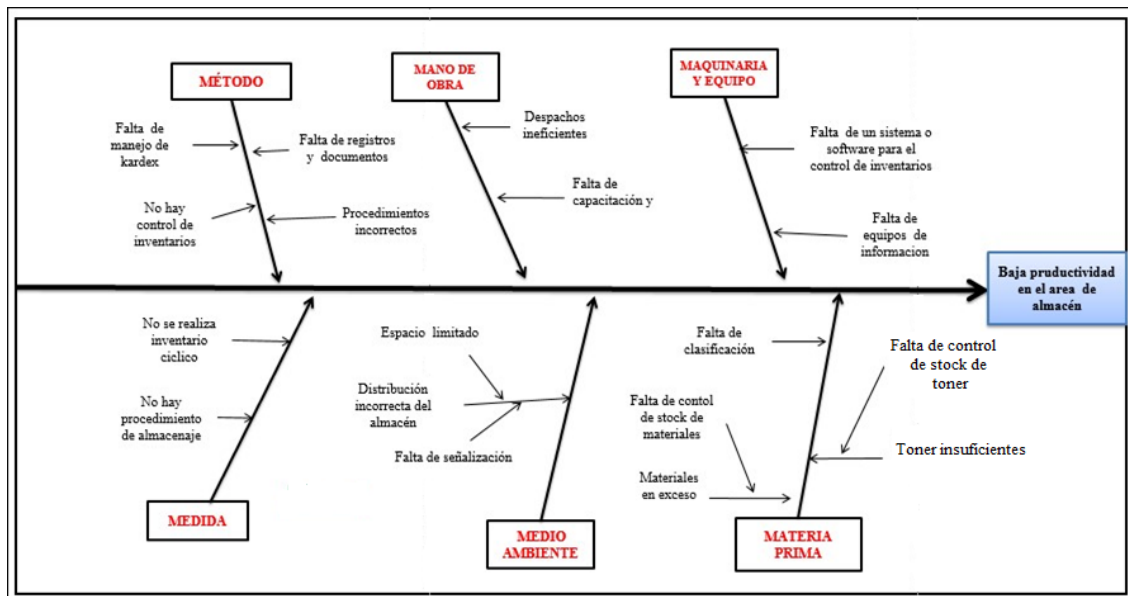 MÉTODO
MANO DE
OBRA
MAQUINARIA
Y EQUIPO
Falta de
manejo de
kardex
Falta de registros
y documentos
No hay
control de
inventarios
Procedimientos
incorrectos
Despachos
ineficientes
Falta de
capacitación y
Falta de un sistema o
software para el
control de inventarios
Falta de
equipos de
informacion
Baja pruductividad
en el area de
almacén
No se realiza
inventario
ciclico
No hay
procedimiento
de almacenaje
Espacio limitado
Distribución
incorrecta del
almacén
Falta de señalización
Falta de
clasificación
Falta de contol
de stock de
materiales
Materiales
en exceso
Falta de control
de stock de
toner
Toner insuficientes
MEDIDA
MEDIO
AMBIENTE
MATERIA
PRIMA